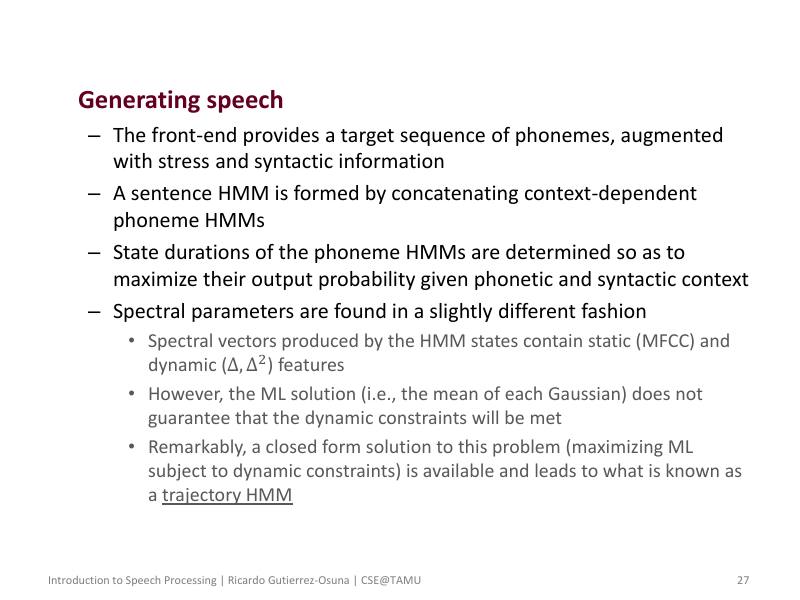 Generating speech
– The front-end provides a target sequence of phonemes, augmented
with stress and syntactic information
– A sentence HMM is formed by concatenating context-dependent
phoneme HMMs
– State durations of the phoneme HMMs are determined so as to
maximize their output probability given phonetic and syntactic context
– Spectral parameters are found in a slightly different fashion
• Spectral vectors produced by the HMM states contain static (MFCC) and
dynamic (Δ, Δ²) features
• However, the ML solution (i.e., the mean of each Gaussian) does not
guarantee that the dynamic constraints will be met
• Remarkably, a closed form solution to this problem (maximizing ML
subject to dynamic constraints) is available and leads to what is known as
a trajectory HMM
Introduction to Speech Processing | Ricardo Gutierrez-Osuna | CSE@TAMU 27